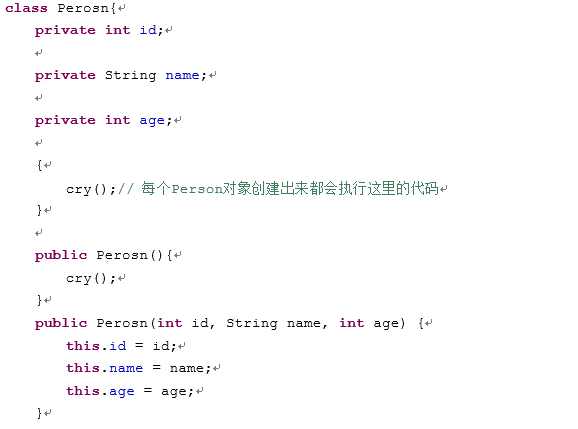 class Perosn{↵
private int id;↵
↵
private String name;↵
↵
private int age;↵
↵
{↵
cry();// 每个Person对象创建出来都会执行这里的代码↵
}↵
↵
public Perosn(){↵
cry();↵
}↵
public Perosn(int id, String name, int age) {↵
this.id = id;↵
this.name = name;↵
this.age = age;↵
}↵